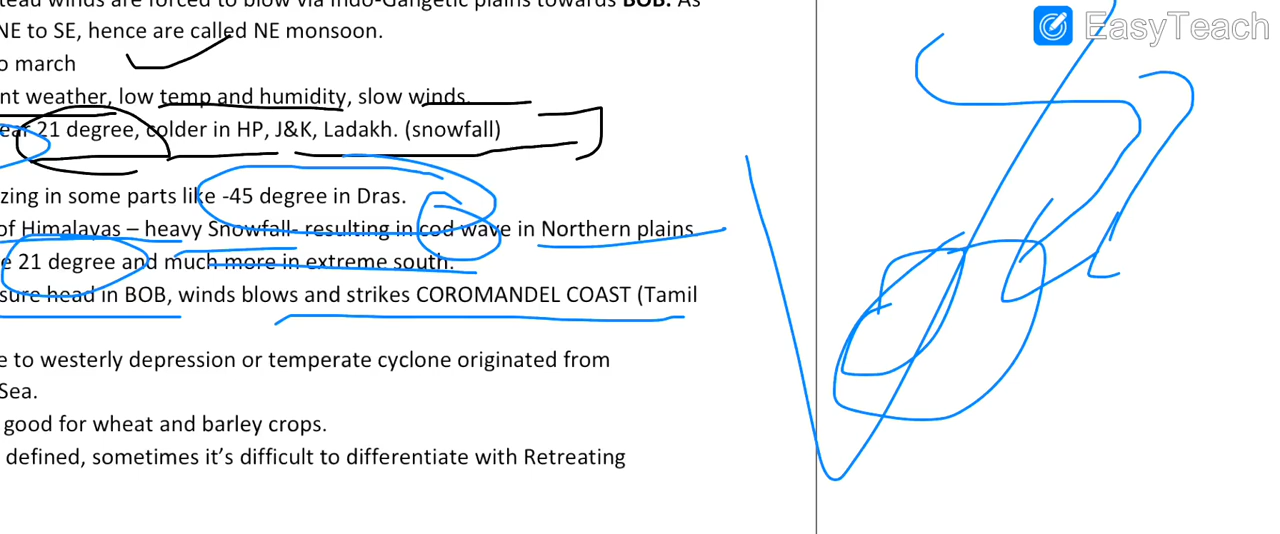 teau winds are forced to blow via Indo-Gangetic plains towards BOB. As
NE to SE, hence are called NE monsoon.
o march
nt weather, low temp and humidity, slow winds.
ear 21 degree, colder in HP, J&K, Ladakh. (snowfall)
zing in some parts like -45 degree in Dras.
of Himalayas – heavy Snowfall- resulting in cod wave in Northern plains
e 21 degree and much more in extreme south.
sure head in BOB, winds blows and strikes COROMANDEL COAST (Tamil
e to westerly depression or temperate cyclone originated from
Sea.
good for wheat and barley crops.
defined, sometimes it's difficult to differentiate with Retreating
EasyTeach